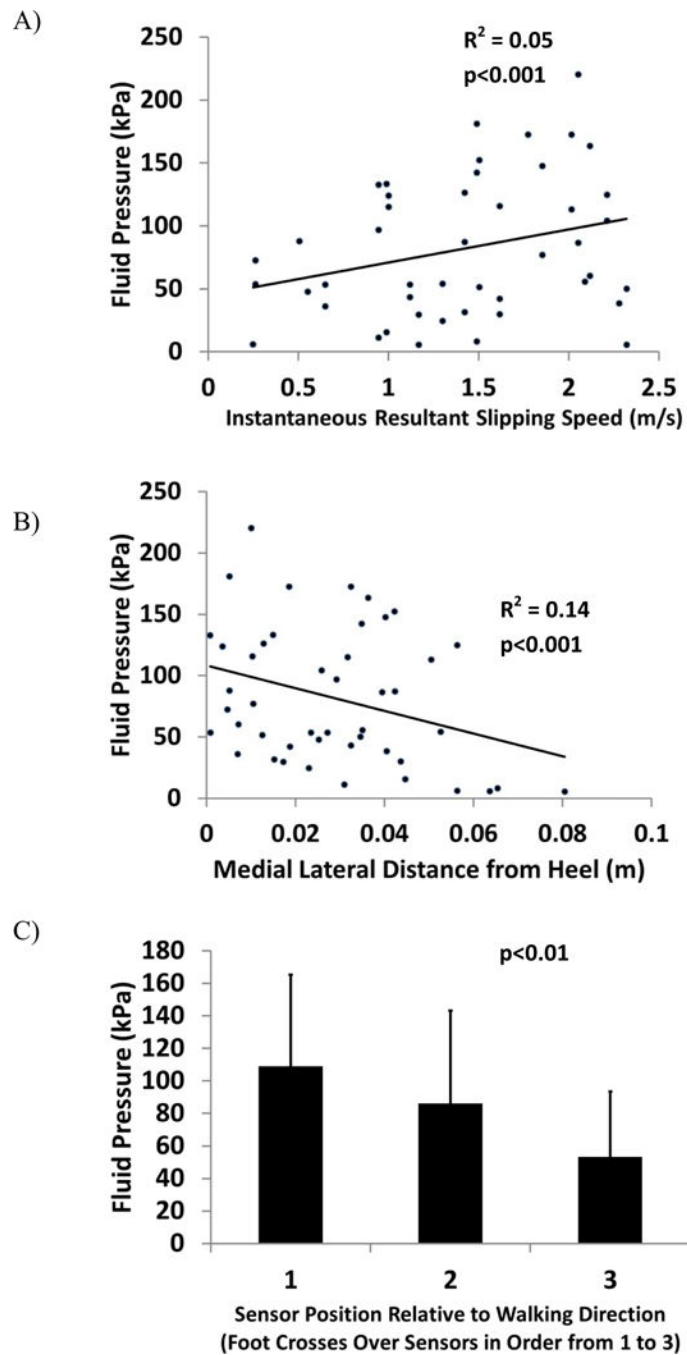 A)
R² = 0.05
p<0.001
Fluid Pressure (kPa)
250
200
150
100
50
0
0 0.5 1 1.5 2 2.5
Instantaneous Resultant Slipping Speed (m/s)
B)
R² = 0.14
p<0.001
Fluid Pressure (kPa)
250
200
150
100
50
0
0 0.02 0.04 0.06 0.08 0.1
Medial Lateral Distance from Heel (m)
C)
p<0.01
Fluid Pressure (kPa)
180
160
140
120
100
80
60
40
20
0
1 2 3
Sensor Position Relative to Walking Direction
(Foot Crosses Over Sensors in Order from 1 to 3)